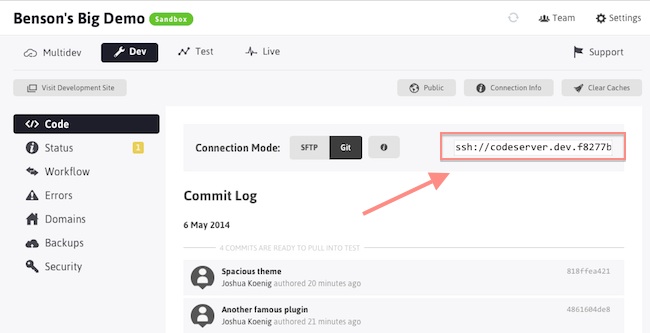 Benson's Big Demo Sandbox Team Settings
Multidev Dev Test Live Support
Visit Development Site Public Connection Info Clear Caches
Code
Status 1
Workflow
Errors
Domains
Backups
Security
Connection Mode: SFTP Git ssh://codeserver.dev.f8277b
Commit Log
6 May 2014
4 COMMITS ARE READY TO PULL INTO TEST
Spacious theme 818ffea421
Joshua Koenig authored 20 minutes ago
Another famous plugin 4861604de8
Joshua Koenig authored 21 minutes ago